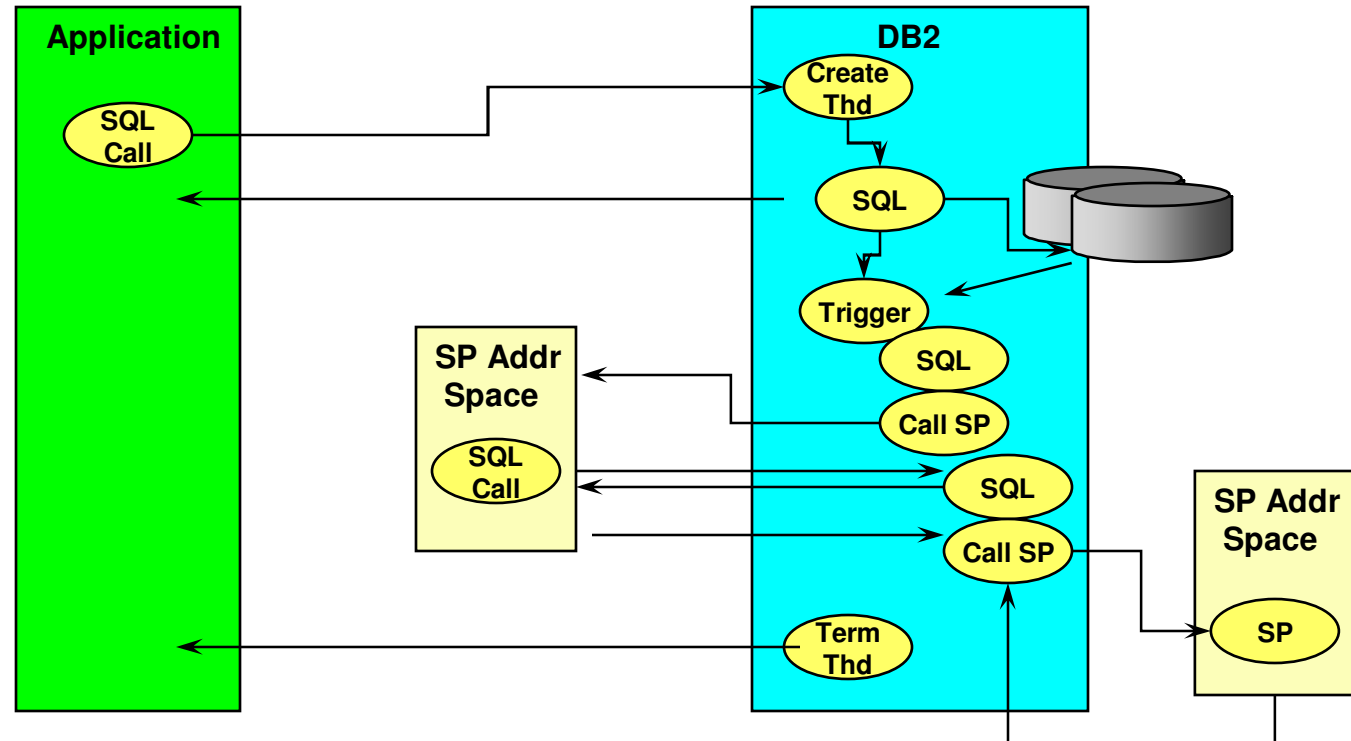 Application
DB2
Create
Thd
SQL
Call
SQL
Trigger
SP Addr
Space
SQL
Call SP
SQL
Call
SQL
SP Addr
Space
Call SP
SP
Term
Thd